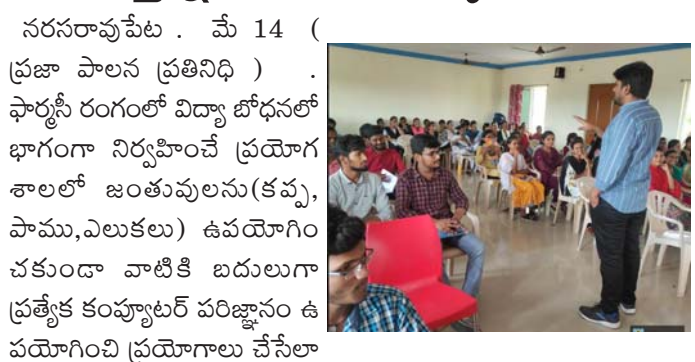 నరసరావుపేట . మే 14 (
ప్రజా పాలన ప్రతినిధి ) .
ఫార్మసీ రంగంలో విద్యా బోధనలో
భాగంగా నిర్వహించే ప్రయోగ
శాలలో జంతువులను(కప్ప,
పాము,ఎలుకలు) ఉపయోగిం
చకుండా వాటికి బదులుగా
ప్రత్యేక కంప్యూటర్ పరిజ్ఞానం ఉ
పయోగించి ప్రయోగాలు చేసేలా